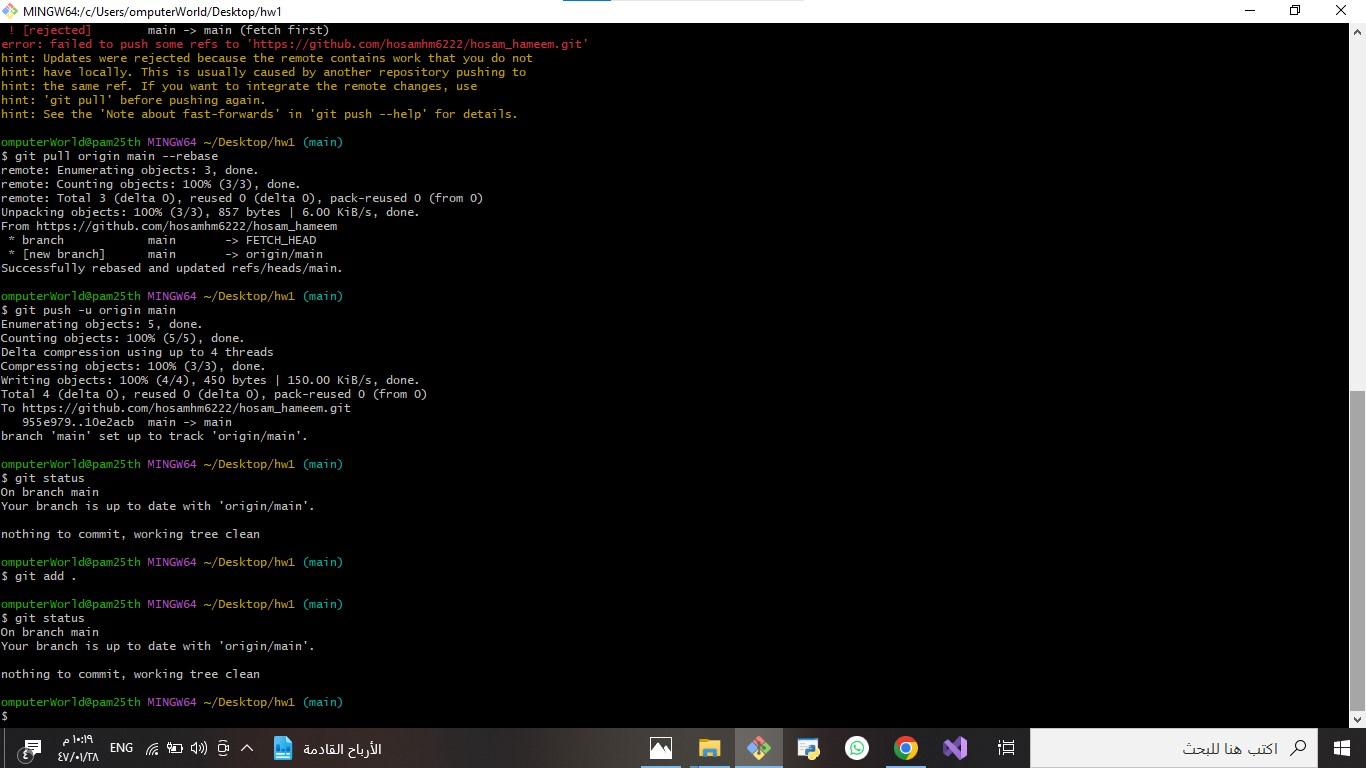 MINGW64:/c/Users/omputerWorld/Desktop/hw1
! [rejected]        main -> main (fetch first)
error: failed to push some refs to 'https://github.com/hosamhm6222/hosam_hameem.git'
hint: Updates were rejected because the remote contains work that you do not
hint: have locally. This is usually caused by another repository pushing to
hint: the same ref. If you want to integrate the remote changes, use
hint: 'git pull' before pushing again.
hint: See the 'Note about fast-forwards' in 'git push --help' for details.
omputerWorld@pam25th MINGW64 ~/Desktop/hw1 (main)
$ git pull origin main --rebase
remote: Enumerating objects: 3, done.
remote: Counting objects: 100% (3/3), done.
remote: Total 3 (delta 0), reused 0 (delta 0), pack-reused 0 (from 0)
Unpacking objects: 100% (3/3), 857 bytes | 6.00 KiB/s, done.
From https://github.com/hosamhm6222/hosam_hameem
* branch            main       -> FETCH_HEAD
* [new branch]      main       -> origin/main
Successfully rebased and updated refs/heads/main.
omputerWorld@pam25th MINGW64 ~/Desktop/hw1 (main)
$ git push -u origin main
Enumerating objects: 5, done.
Counting objects: 100% (5/5), done.
Delta compression using up to 4 threads
Compressing objects: 100% (3/3), done.
Writing objects: 100% (4/4), 450 bytes | 150.00 KiB/s, done.
Total 4 (delta 0), reused 0 (delta 0), pack-reused 0 (from 0)
To https://github.com/hosamhm6222/hosam_hameem.git
955e979..10e2acb  main -> main
branch 'main' set up to track 'origin/main'.
omputerWorld@pam25th MINGW64 ~/Desktop/hw1 (main)
$ git status
On branch main
Your branch is up to date with 'origin/main'.
nothing to commit, working tree clean
omputerWorld@pam25th MINGW64 ~/Desktop/hw1 (main)
$ git add .
omputerWorld@pam25th MINGW64 ~/Desktop/hw1 (main)
$ git status
On branch main
Your branch is up to date with 'origin/main'.
nothing to commit, working tree clean
omputerWorld@pam25th MINGW64 ~/Desktop/hw1 (main)
$
اكتب هنا للبحث
الأرباح القادمة
ENG
١٠:١٩ م
٤٧/٠١/٢٨
٤